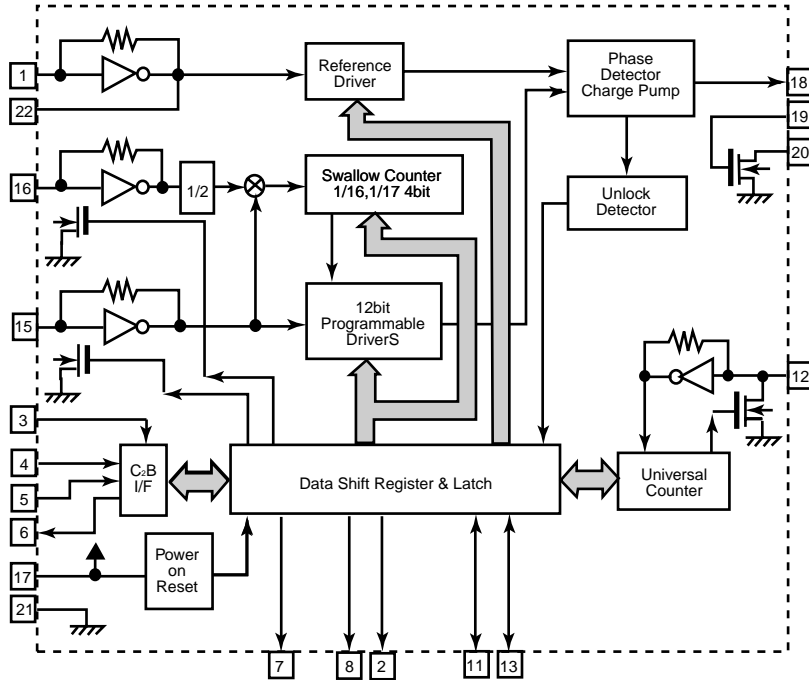 1
22
16
15
3
4
5
6
17
21
Reference
Driver
Phase
Detector
Charge Pump
18
19
20
1/2
Swallow Counter
1/16,1/17 4bit
Unlock
Detector
12bit
Programmable
DriverS
12
C₂B
I/F
Data Shift Register & Latch
Universal
Counter
Power
on
Reset
7
8
2
11
13